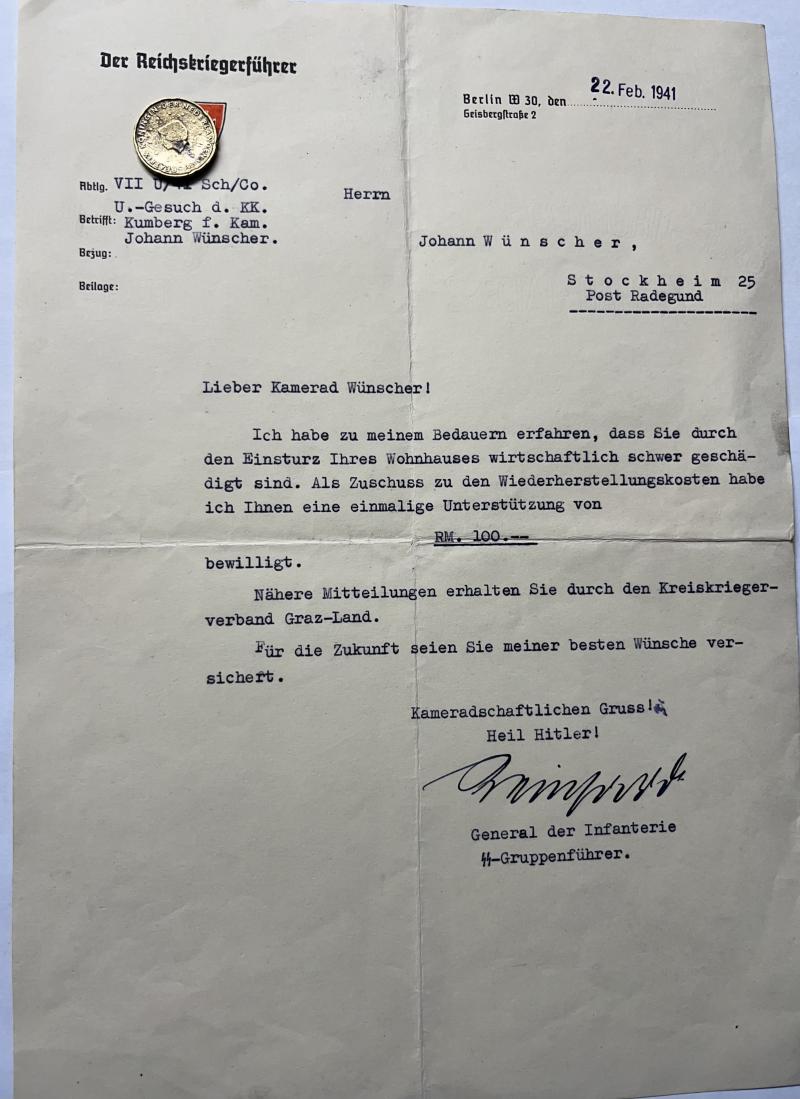 Der Reichskriegerführer
Berlin W 30, den 22. Feb. 1941
Geisbergstraße 2
Abtlg. VII U/41 Sch/Co.
Herrn
U.-Gesuch d. KK.
Betrifft: Kumberg f. Kam.
Johann Wünscher.
Bezug:
Beilage:
Johann W ü n s c h e r ,
S t o c k h e i m 25
Post Radegund
Lieber Kamerad Wünscher!
Ich habe zu meinem Bedauern erfahren, dass Sie durch
den Einsturz Ihres Wohnhauses wirtschaftlich schwer geschä-
digt sind. Als Zuschuss zu den Wiederherstellungskosten habe
ich Ihnen eine einmalige Unterstützung von
RM. 100.--
bewilligt.
Nähere Mitteilungen erhalten Sie durch den Kreiskrieger-
verband Graz-Land.
Für die Zukunft seien Sie meiner besten Wünsche ver-
sichert.
Kameradschaftlichen Gruss!
Heil Hitler!
Reinhard
General der Infanterie
SS-Gruppenführer.